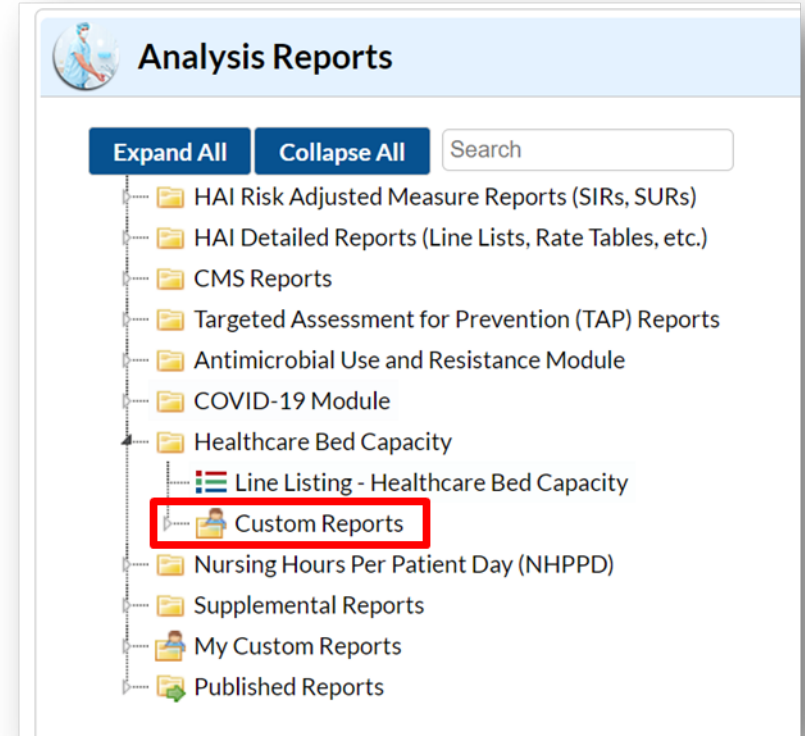 Analysis Reports
Expand All Collapse All Search
HAI Risk Adjusted Measure Reports (SIRs, SURs)
HAI Detailed Reports (Line Lists, Rate Tables, etc.)
CMS Reports
Targeted Assessment for Prevention (TAP) Reports
Antimicrobial Use and Resistance Module
COVID-19 Module
Healthcare Bed Capacity
Line Listing - Healthcare Bed Capacity
Custom Reports
Nursing Hours Per Patient Day (NHPPD)
Supplemental Reports
My Custom Reports
Published Reports